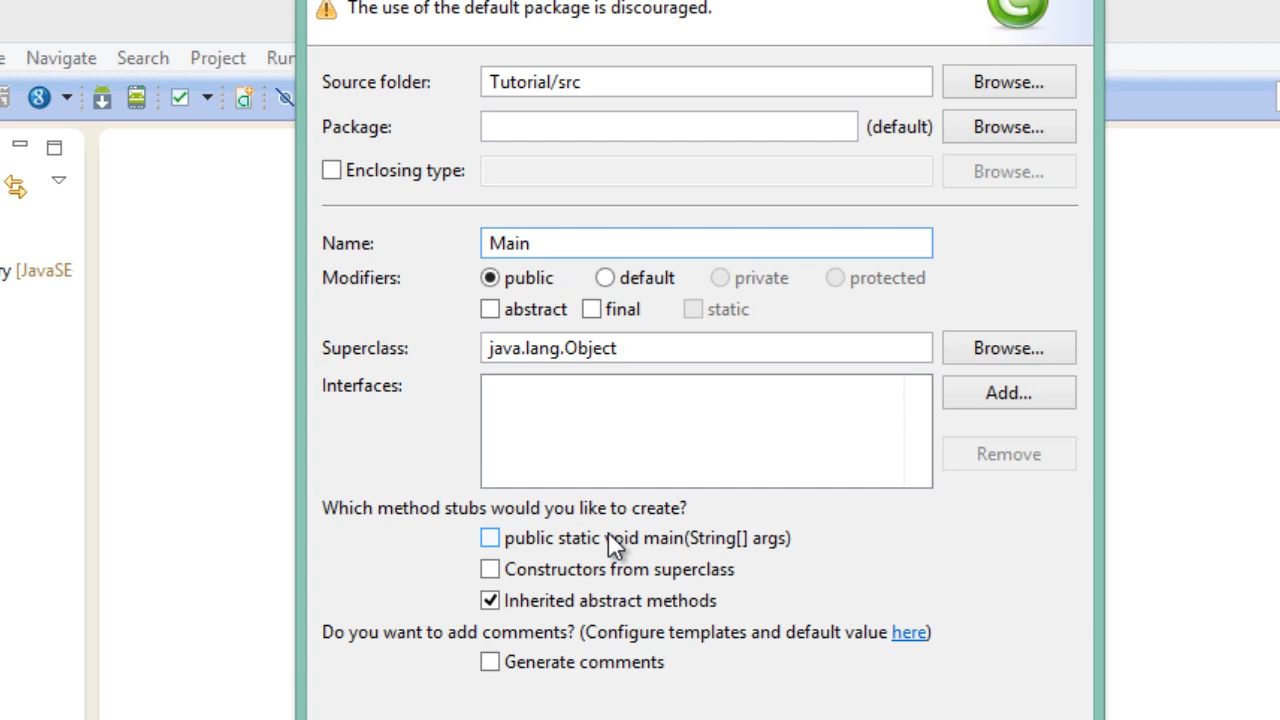 The use of the default package is discouraged.
Navigate Search Project Run
Source folder: Tutorial/src Browse...
Package: (default) Browse...
Enclosing type: Browse...
ry [JavaSE
Name: Main
Modifiers: public default private protected
abstract final static
Superclass: java.lang.Object Browse...
Interfaces: Add...
Remove
Which method stubs would you like to create?
public static void main(String[] args)
Constructors from superclass
Inherited abstract methods
Do you want to add comments? (Configure templates and default value here)
Generate comments